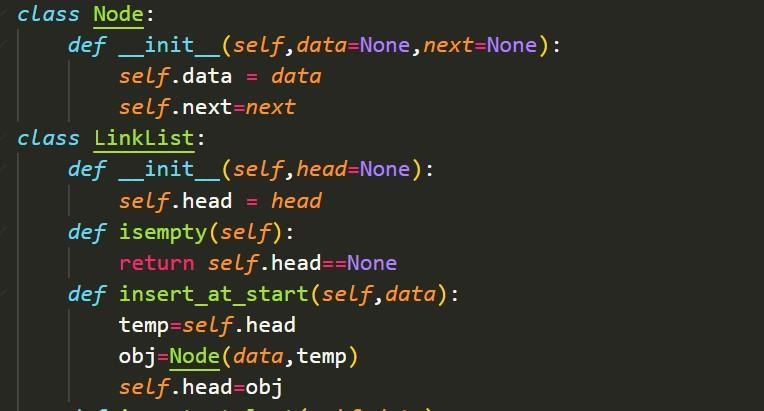 class Node:
    def __init__(self,data=None,next=None):
        self.data = data
        self.next=next
class LinkList:
    def __init__(self,head=None):
        self.head = head
    def isempty(self):
        return self.head==None
    def insert_at_start(self,data):
        temp=self.head
        obj=Node(data,temp)
        self.head=obj